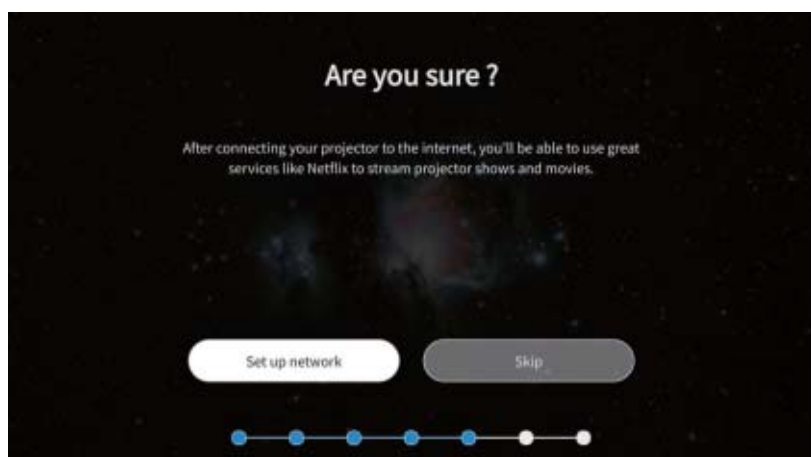 Are you sure ?
After connecting your projector to the internet, you'll be able to use great
services like Netflix to stream projector shows and movies.
Set up network
Skip